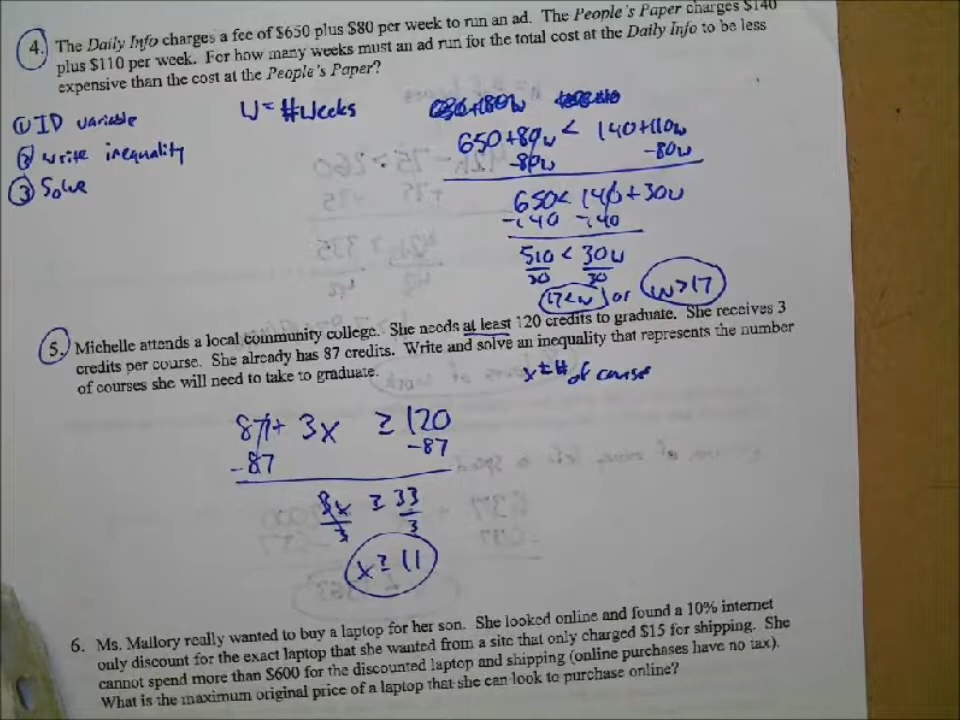 4. The Daily Info charges a fee of $650 plus $80 per week to run an ad. The People's Paper charges $140
plus $110 per week. For how many weeks must an ad run for the total cost at the Daily Info to be less
expensive than the cost at the People's Paper?
① ID variable
W = # weeks
② write inequality
650+80w < 140+110w
-80w -80w
③ Solve
650 < 140+30w
-140 -140
510 < 30w
30 30
17<w or w>17
5. Michelle attends a local community college. She needs at least 120 credits to graduate. She receives 3
credits per course. She already has 87 credits. Write and solve an inequality that represents the number
of courses she will need to take to graduate.
x = # of course
87+ 3x ≥ 120
-87 -87
3x ≥ 33
3 3
x ≥ 11
6. Ms. Mallory really wanted to buy a laptop for her son. She looked online and found a 10% internet
only discount for the exact laptop that she wanted from a site that only charged $15 for shipping. She
cannot spend more than $600 for the discounted laptop and shipping (online purchases have no tax).
What is the maximum original price of a laptop that she can look to purchase online?